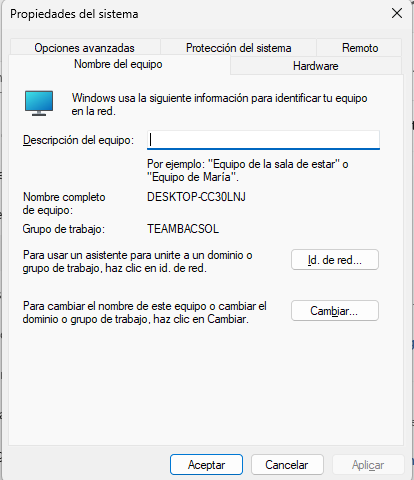 Propiedades del sistema
Opciones avanzadas Protección del sistema Remoto
Nombre del equipo Hardware
Windows usa la siguiente información para identificar tu equipo
en la red.
Descripción del equipo:
Por ejemplo: "Equipo de la sala de estar" o
"Equipo de María".
Nombre completo
de equipo:
DESKTOP-CC30LNJ
Grupo de trabajo: TEAMBACSOL
Para usar un asistente para unirte a un dominio o
grupo de trabajo, haz clic en id. de red.
Id. de red...
Para cambiar el nombre de este equipo o cambiar el
dominio o grupo de trabajo, haz clic en Cambiar.
Cambiar...
Aceptar Cancelar Aplicar